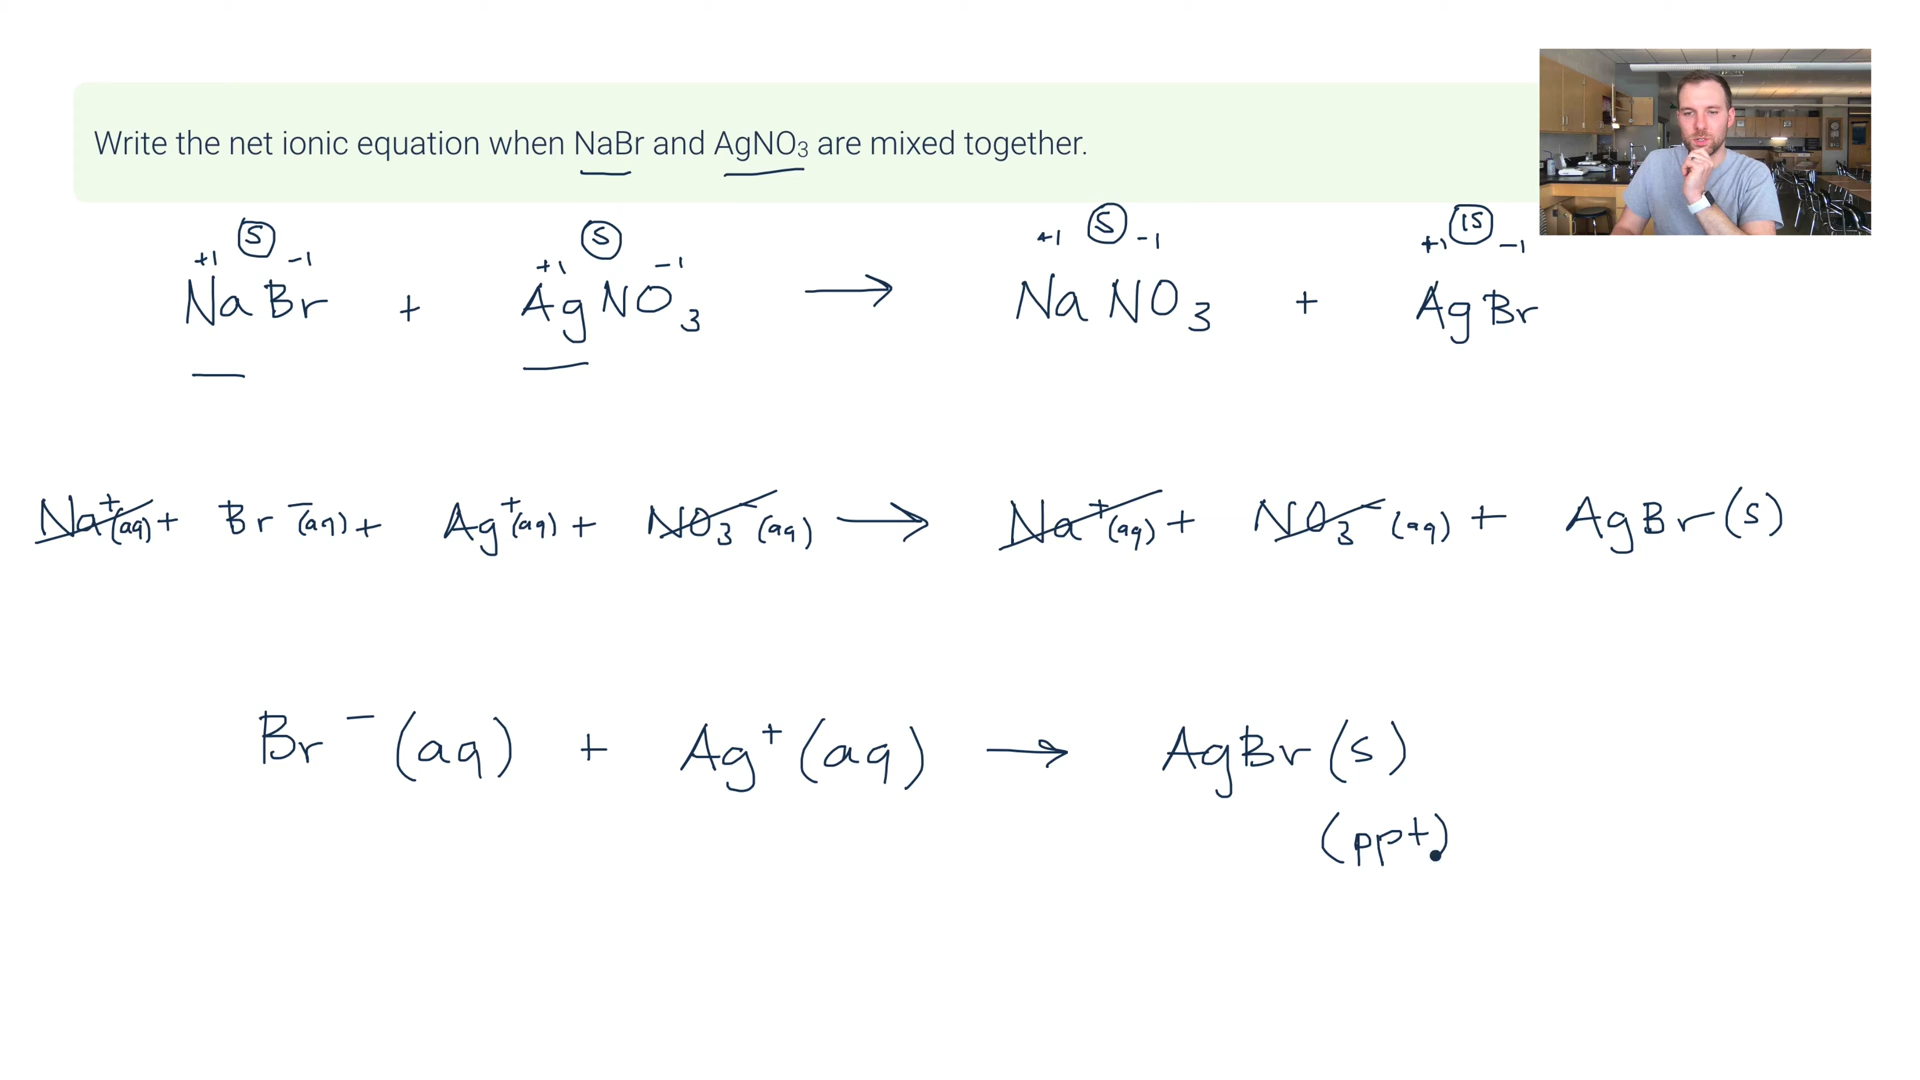 Write the net ionic equation when NaBr and AgNO₃ are mixed together.
+1 Ⓢ -1 +1 Ⓢ -1 +1 Ⓢ -1 +1 (IS) -1
NaBr + AgNO₃ → NaNO₃ + AgBr
Na⁺(aq) + Br⁻(aq) + Ag⁺(aq) + NO₃⁻(aq) → Na⁺(aq) + NO₃⁻(aq) + AgBr(s)
Br⁻(aq) + Ag⁺(aq) → AgBr(s)
(ppt)